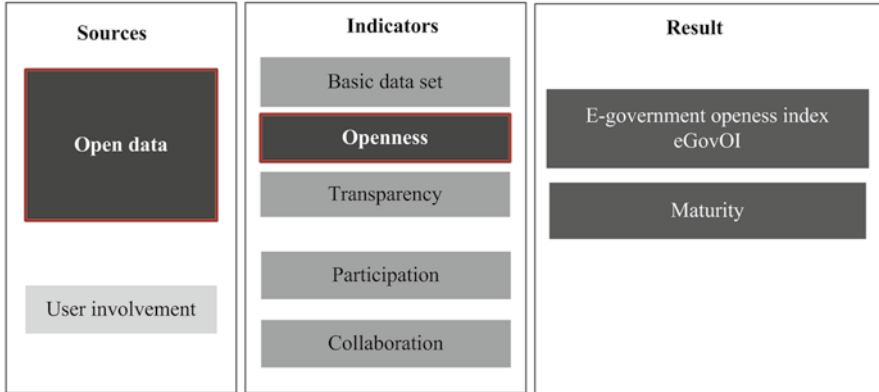 Sources
Open data
User involvement
Indicators
Basic data set
Openness
Transparency
Participation
Collaboration
Result
E-government openess index
eGovOI
Maturity